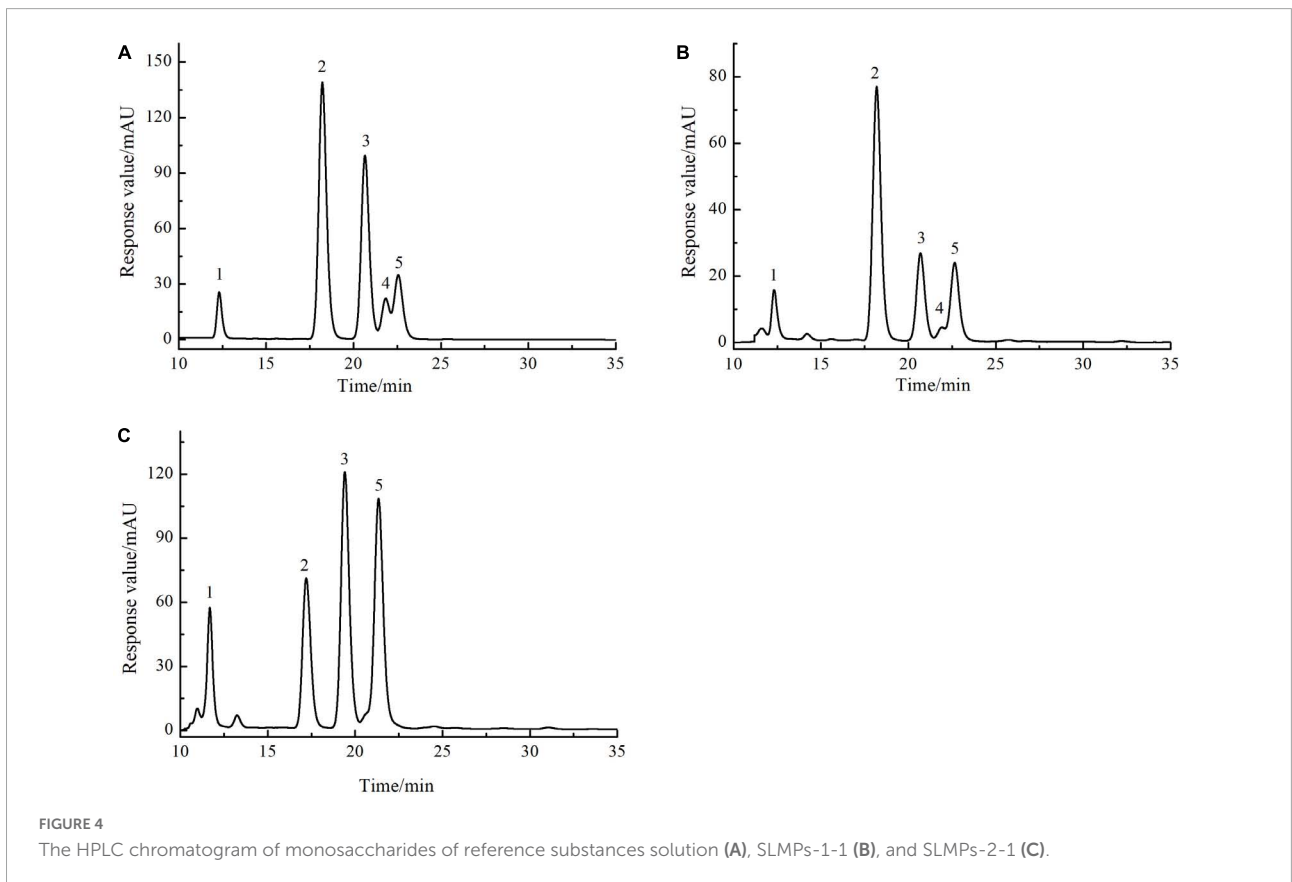 A
Response value/mAU
150
120
90
60
30
0
1
2
3
4
5
10 15 20 25 30 35
Time/min
B
Response value/mAU
80
60
40
20
0
1
2
3
4
5
10 15 20 25 30 35
Time/min
C
Response value/mAU
120
90
60
30
0
1
2
3
5
10 15 20 25 30 35
Time/min
FIGURE 4
The HPLC chromatogram of monosaccharides of reference substances solution (A), SLMPs-1-1 (B), and SLMPs-2-1 (C).